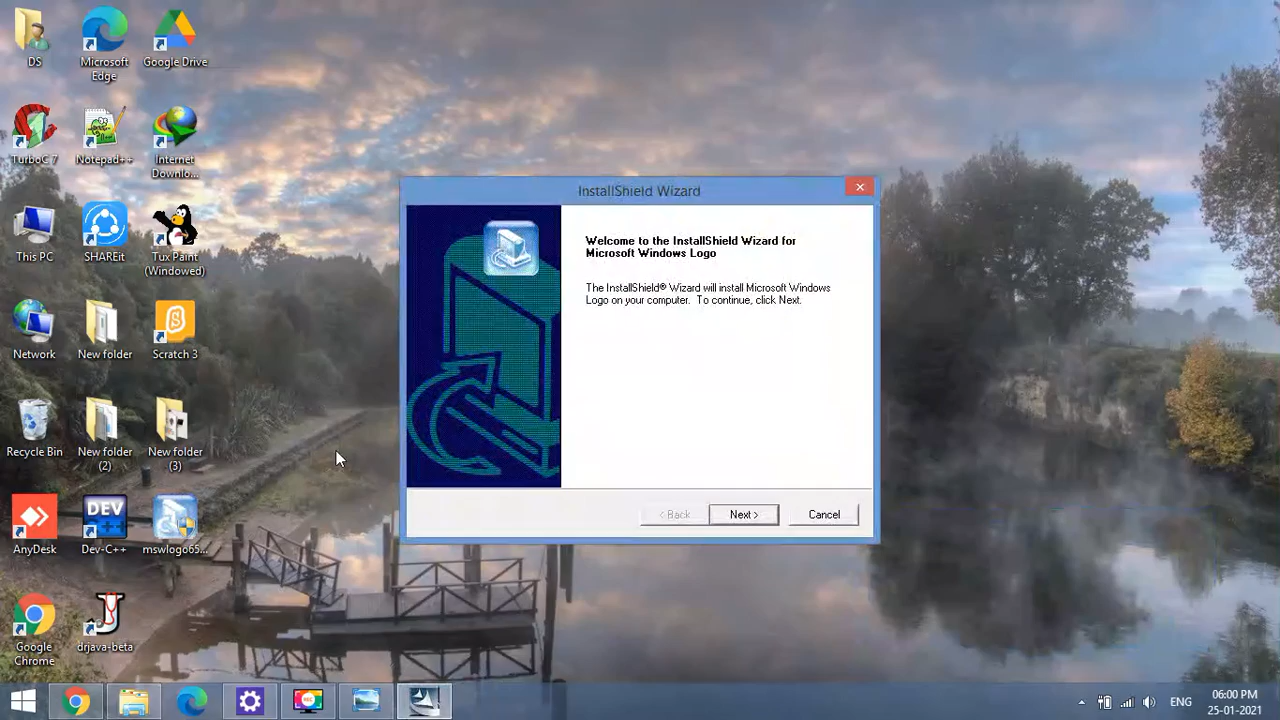 DS
Microsoft
Edge
Google Drive
TurboC 7
Notepad++
Internet
Downlo...
This PC
SHAREit
Tux Paint
(Windowed)
Network
New folder
Scratch 3
Recycle Bin
New folder
(2)
New folder
(3)
AnyDesk
DEV
Dev-C++
mswlogo65...
Google
Chrome
drjava-beta
InstallShield Wizard
Welcome to the InstallShield Wizard for
Microsoft Windows Logo
The InstallShield® Wizard will install Microsoft Windows
Logo on your computer. To continue, click Next.
< Back
Next >
Cancel
REC
ENG
06:00 PM
25-01-2021